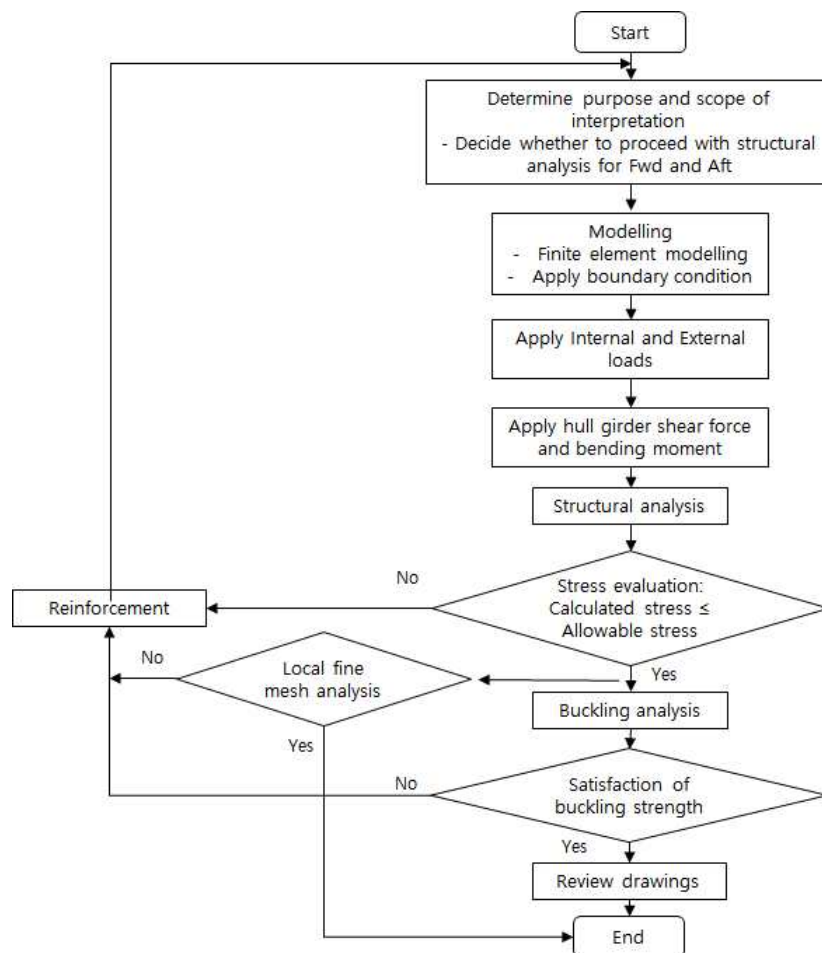 Start
Determine purpose and scope of
interpretation
- Decide whether to proceed with structural
analysis for Fwd and Aft
Modelling
- Finite element modelling
- Apply boundary condition
Apply Internal and External
loads
Apply hull girder shear force
and bending moment
Structural analysis
No
Stress evaluation:
Calculated stress ≤
Allowable stress
Reinforcement
Yes
No
Local fine
mesh analysis
Buckling analysis
Yes
No
Satisfaction of
buckling strength
Yes
Review drawings
End